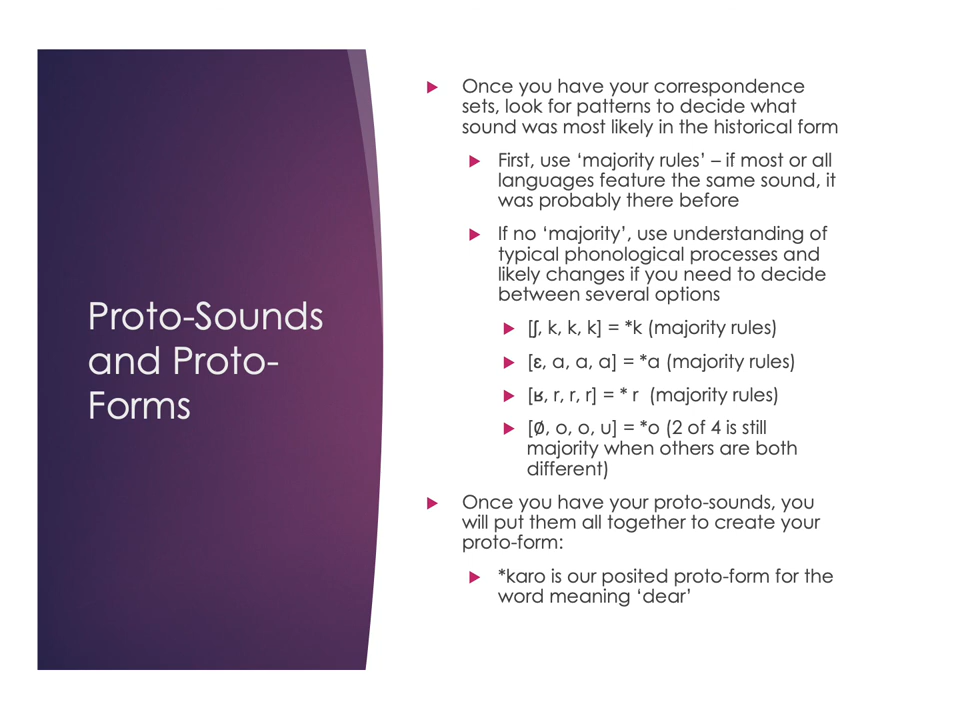 Proto-Sounds
and Proto-
Forms
Once you have your correspondence
sets, look for patterns to decide what
sound was most likely in the historical form
First, use ‘majority rules’ – if most or all
languages feature the same sound, it
was probably there before
If no ‘majority’, use understanding of
typical phonological processes and
likely changes if you need to decide
between several options
[ʃ, k, k, k] = *k (majority rules)
[ɛ, a, a, a] = *a (majority rules)
[ʁ, r, r, r] = * r  (majority rules)
[Ø, o, o, u] = *o (2 of 4 is still
majority when others are both
different)
Once you have your proto-sounds, you
will put them all together to create your
proto-form:
*karo is our posited proto-form for the
word meaning ‘dear’